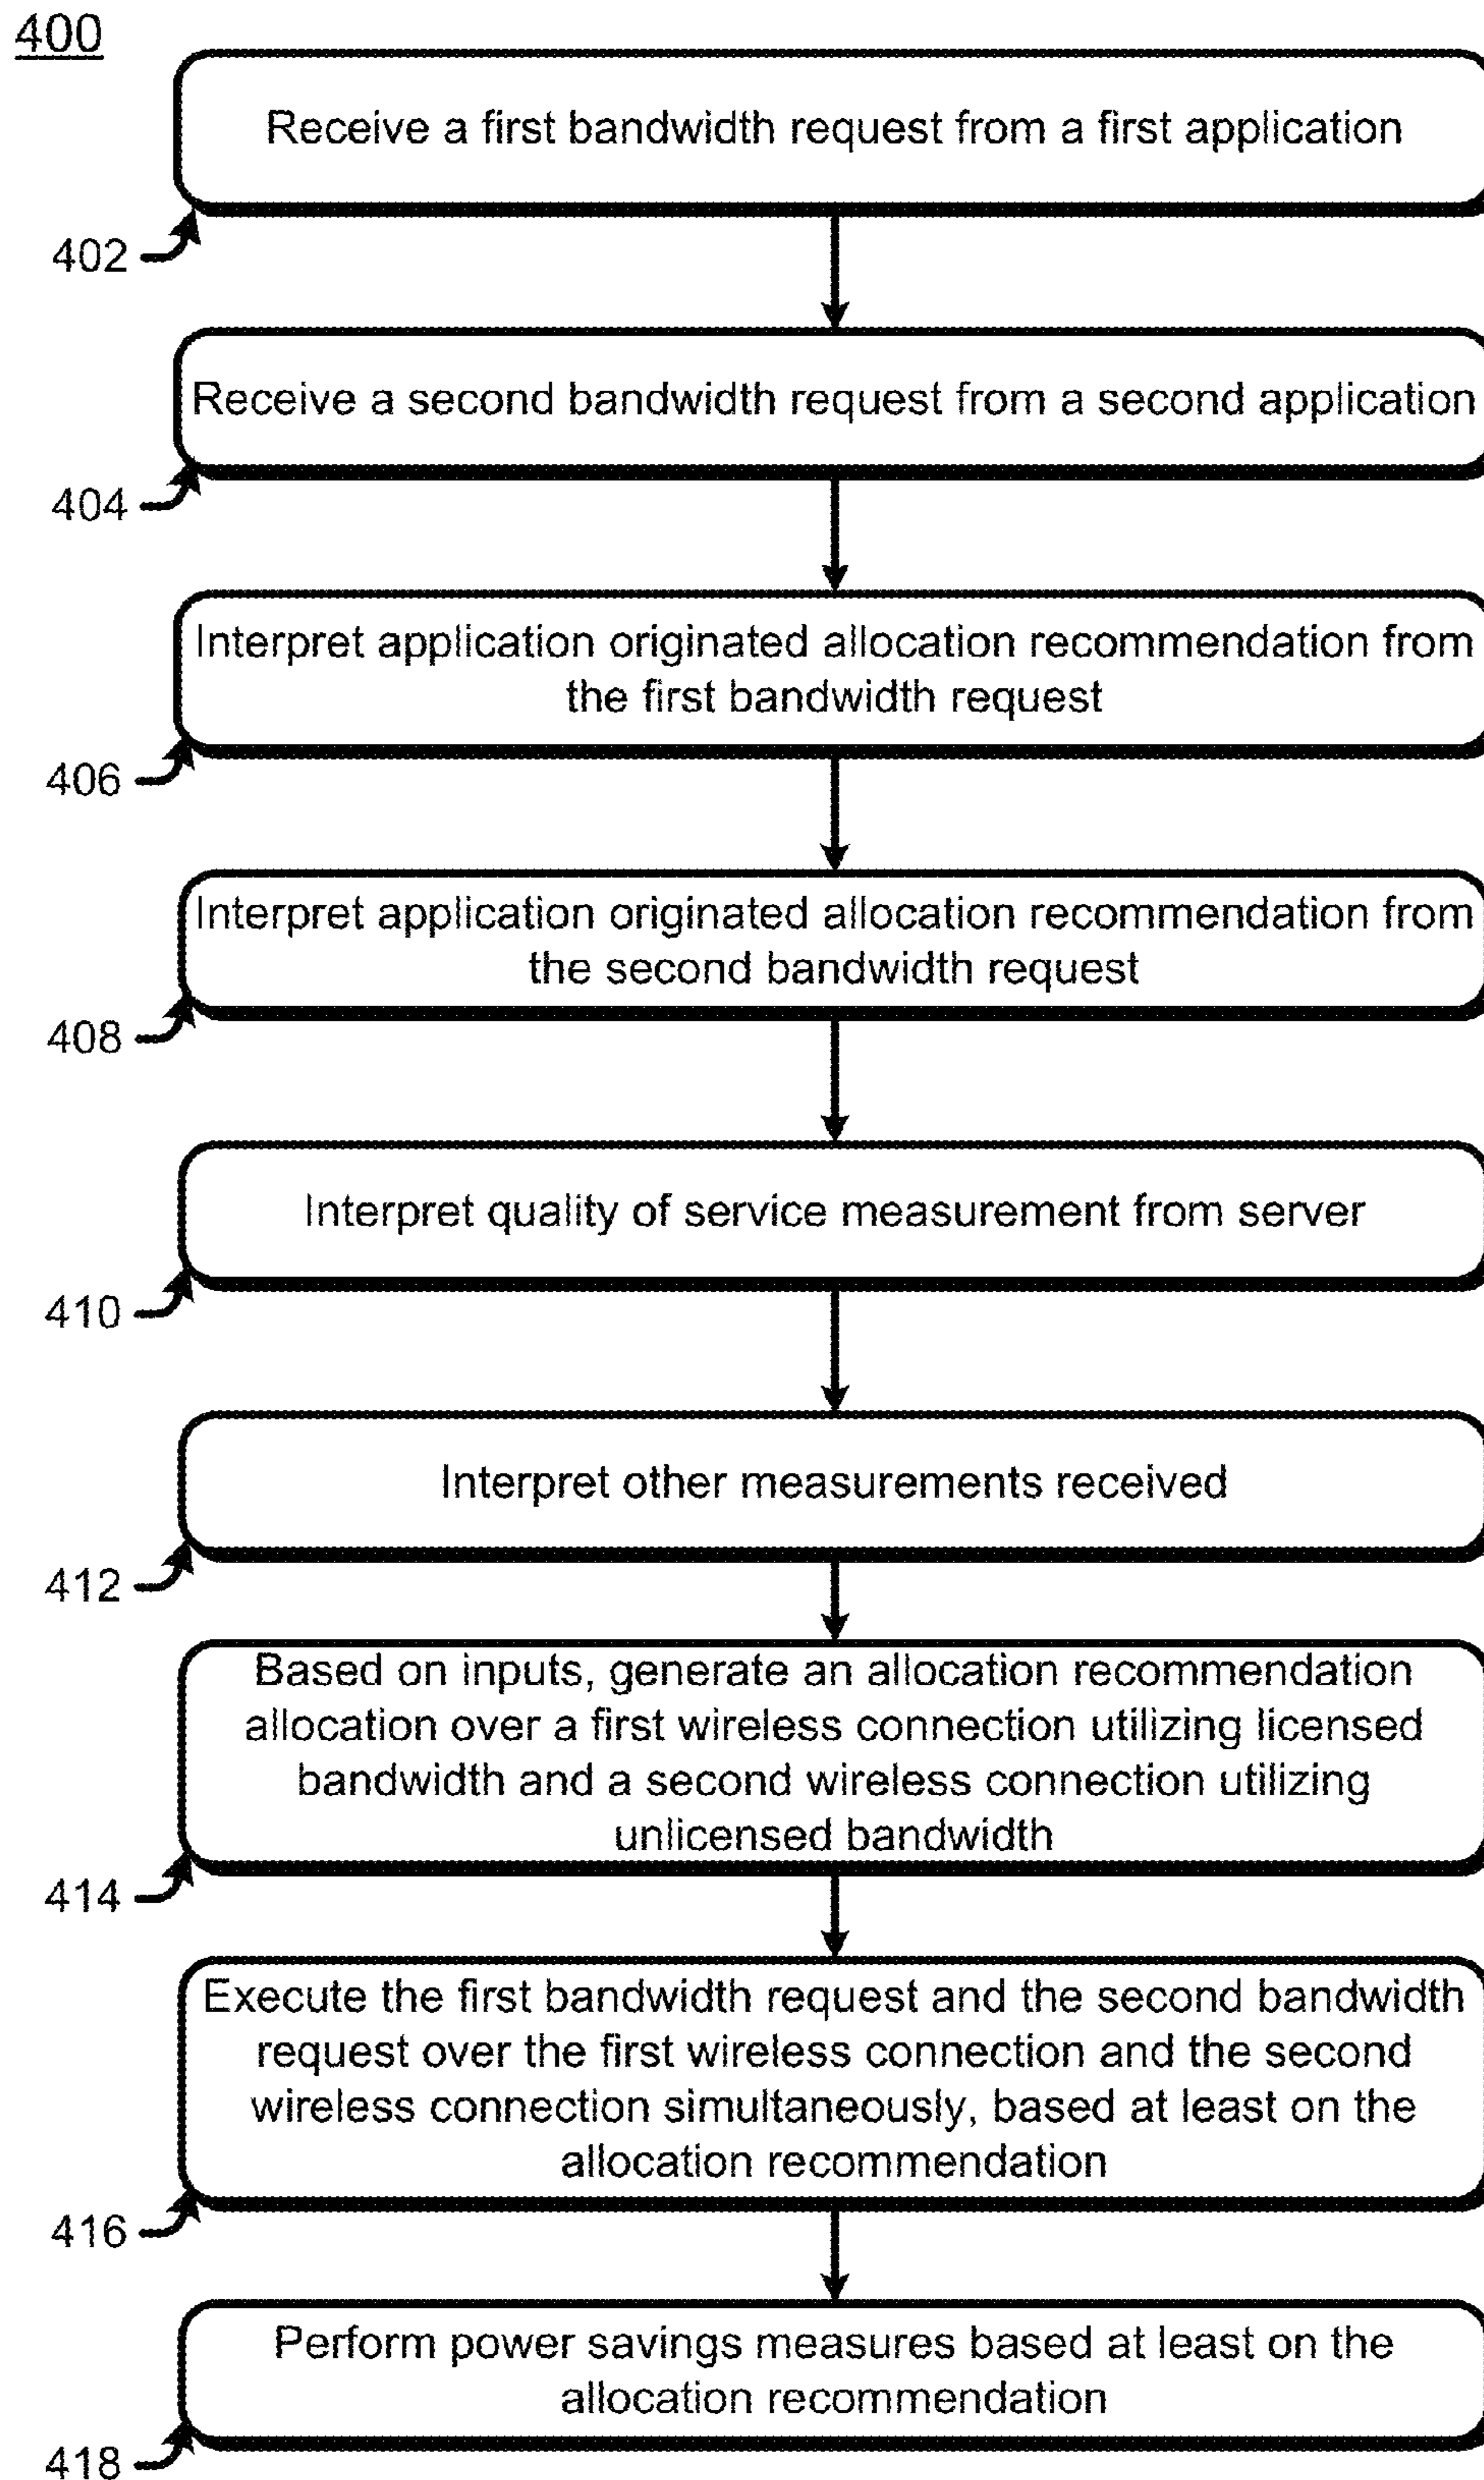 400
Receive a first bandwidth request from a first application
402
Receive a second bandwidth request from a second application
404
Interpret application originated allocation recommendation from
the first bandwidth request
406
Interpret application originated allocation recommendation from
the second bandwidth request
408
Interpret quality of service measurement from server
410
Interpret other measurements received
412
Based on inputs, generate an allocation recommendation
allocation over a first wireless connection utilizing licensed
bandwidth and a second wireless connection utilizing
unlicensed bandwidth
414
Execute the first bandwidth request and the second bandwidth
request over the first wireless connection and the second
wireless connection simultaneously, based at least on the
allocation recommendation
416
Perform power savings measures based at least on the
allocation recommendation
418